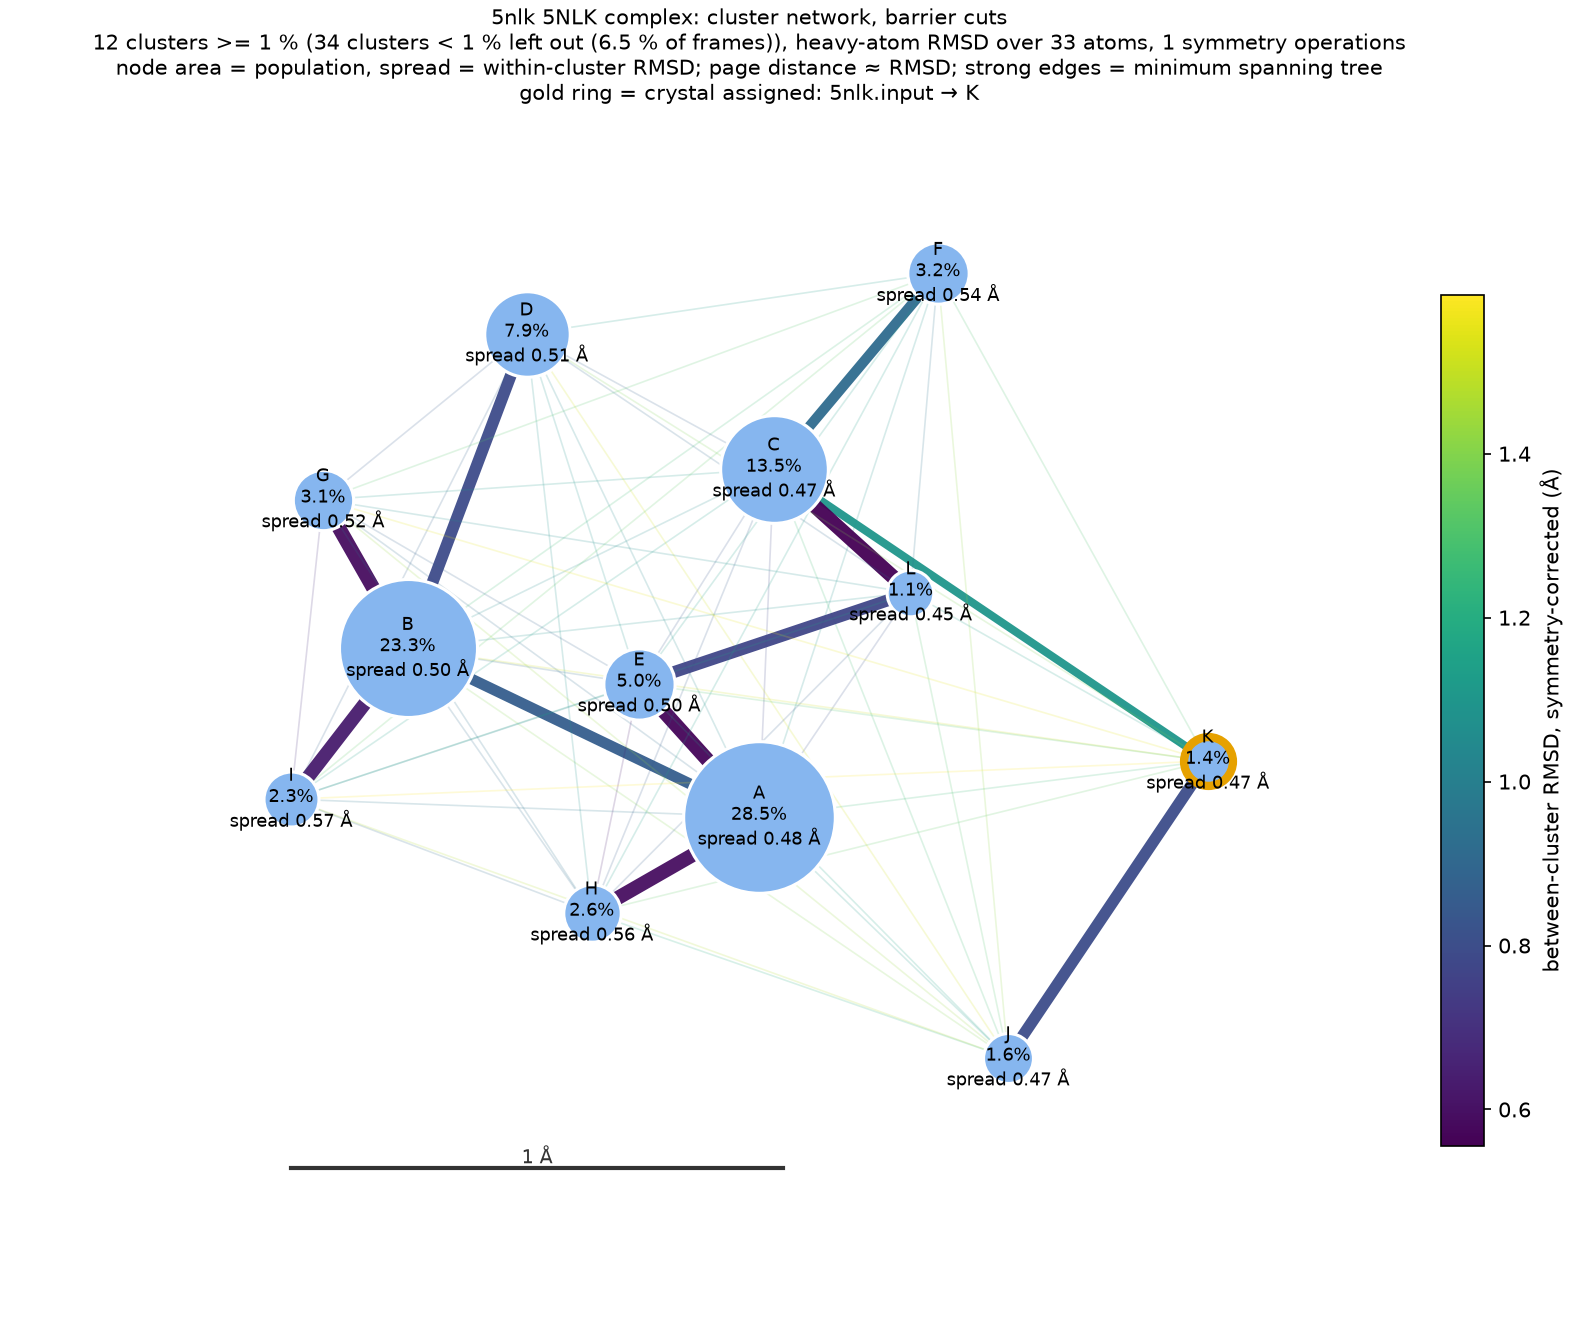 5nlk 5NLK complex: cluster network, barrier cuts
12 clusters >= 1 % (34 clusters < 1 % left out (6.5 % of frames)), heavy-atom RMSD over 33 atoms, 1 symmetry operations
node area = population, spread = within-cluster RMSD; page distance ≈ RMSD; strong edges = minimum spanning tree
gold ring = crystal assigned: 5nlk.input → K
F
3.2%
spread 0.54 Å
D
7.9%
spread 0.51 Å
C
13.5%
spread 0.47 Å
G
3.1%
spread 0.52 Å
L
1.1%
spread 0.45 Å
B
23.3%
spread 0.50 Å
E
5.0%
spread 0.50 Å
K
1.4%
spread 0.47 Å
I
2.3%
spread 0.57 Å
A
28.5%
spread 0.48 Å
H
2.6%
spread 0.56 Å
J
1.6%
spread 0.47 Å
1 Å
1.4
1.2
1.0
0.8
0.6
between-cluster RMSD, symmetry-corrected (Å)